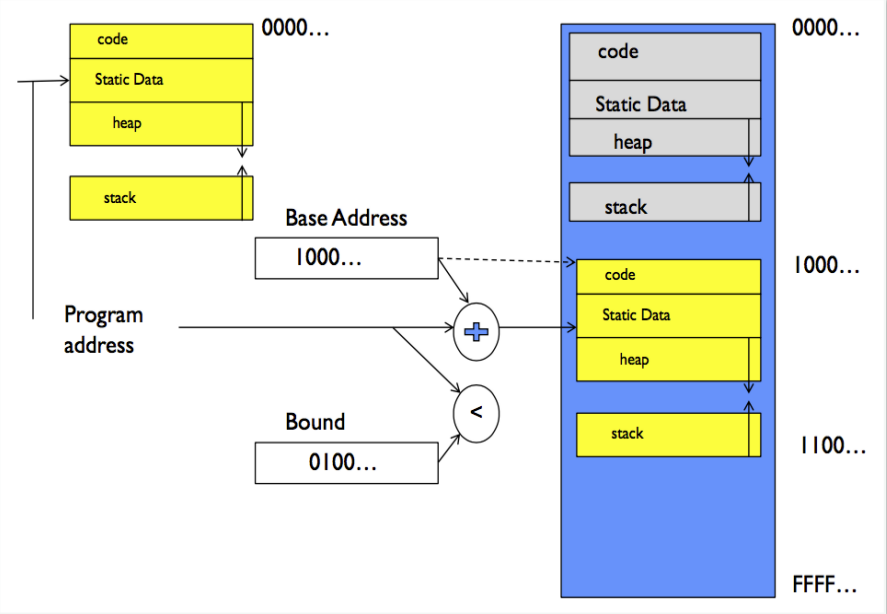 0000...
code
Static Data
heap
stack
Base Address
1000...
Program
address
+
<
Bound
0100...
0000...
code
Static Data
heap
stack
1000...
code
Static Data
heap
stack
1100...
FFFF...